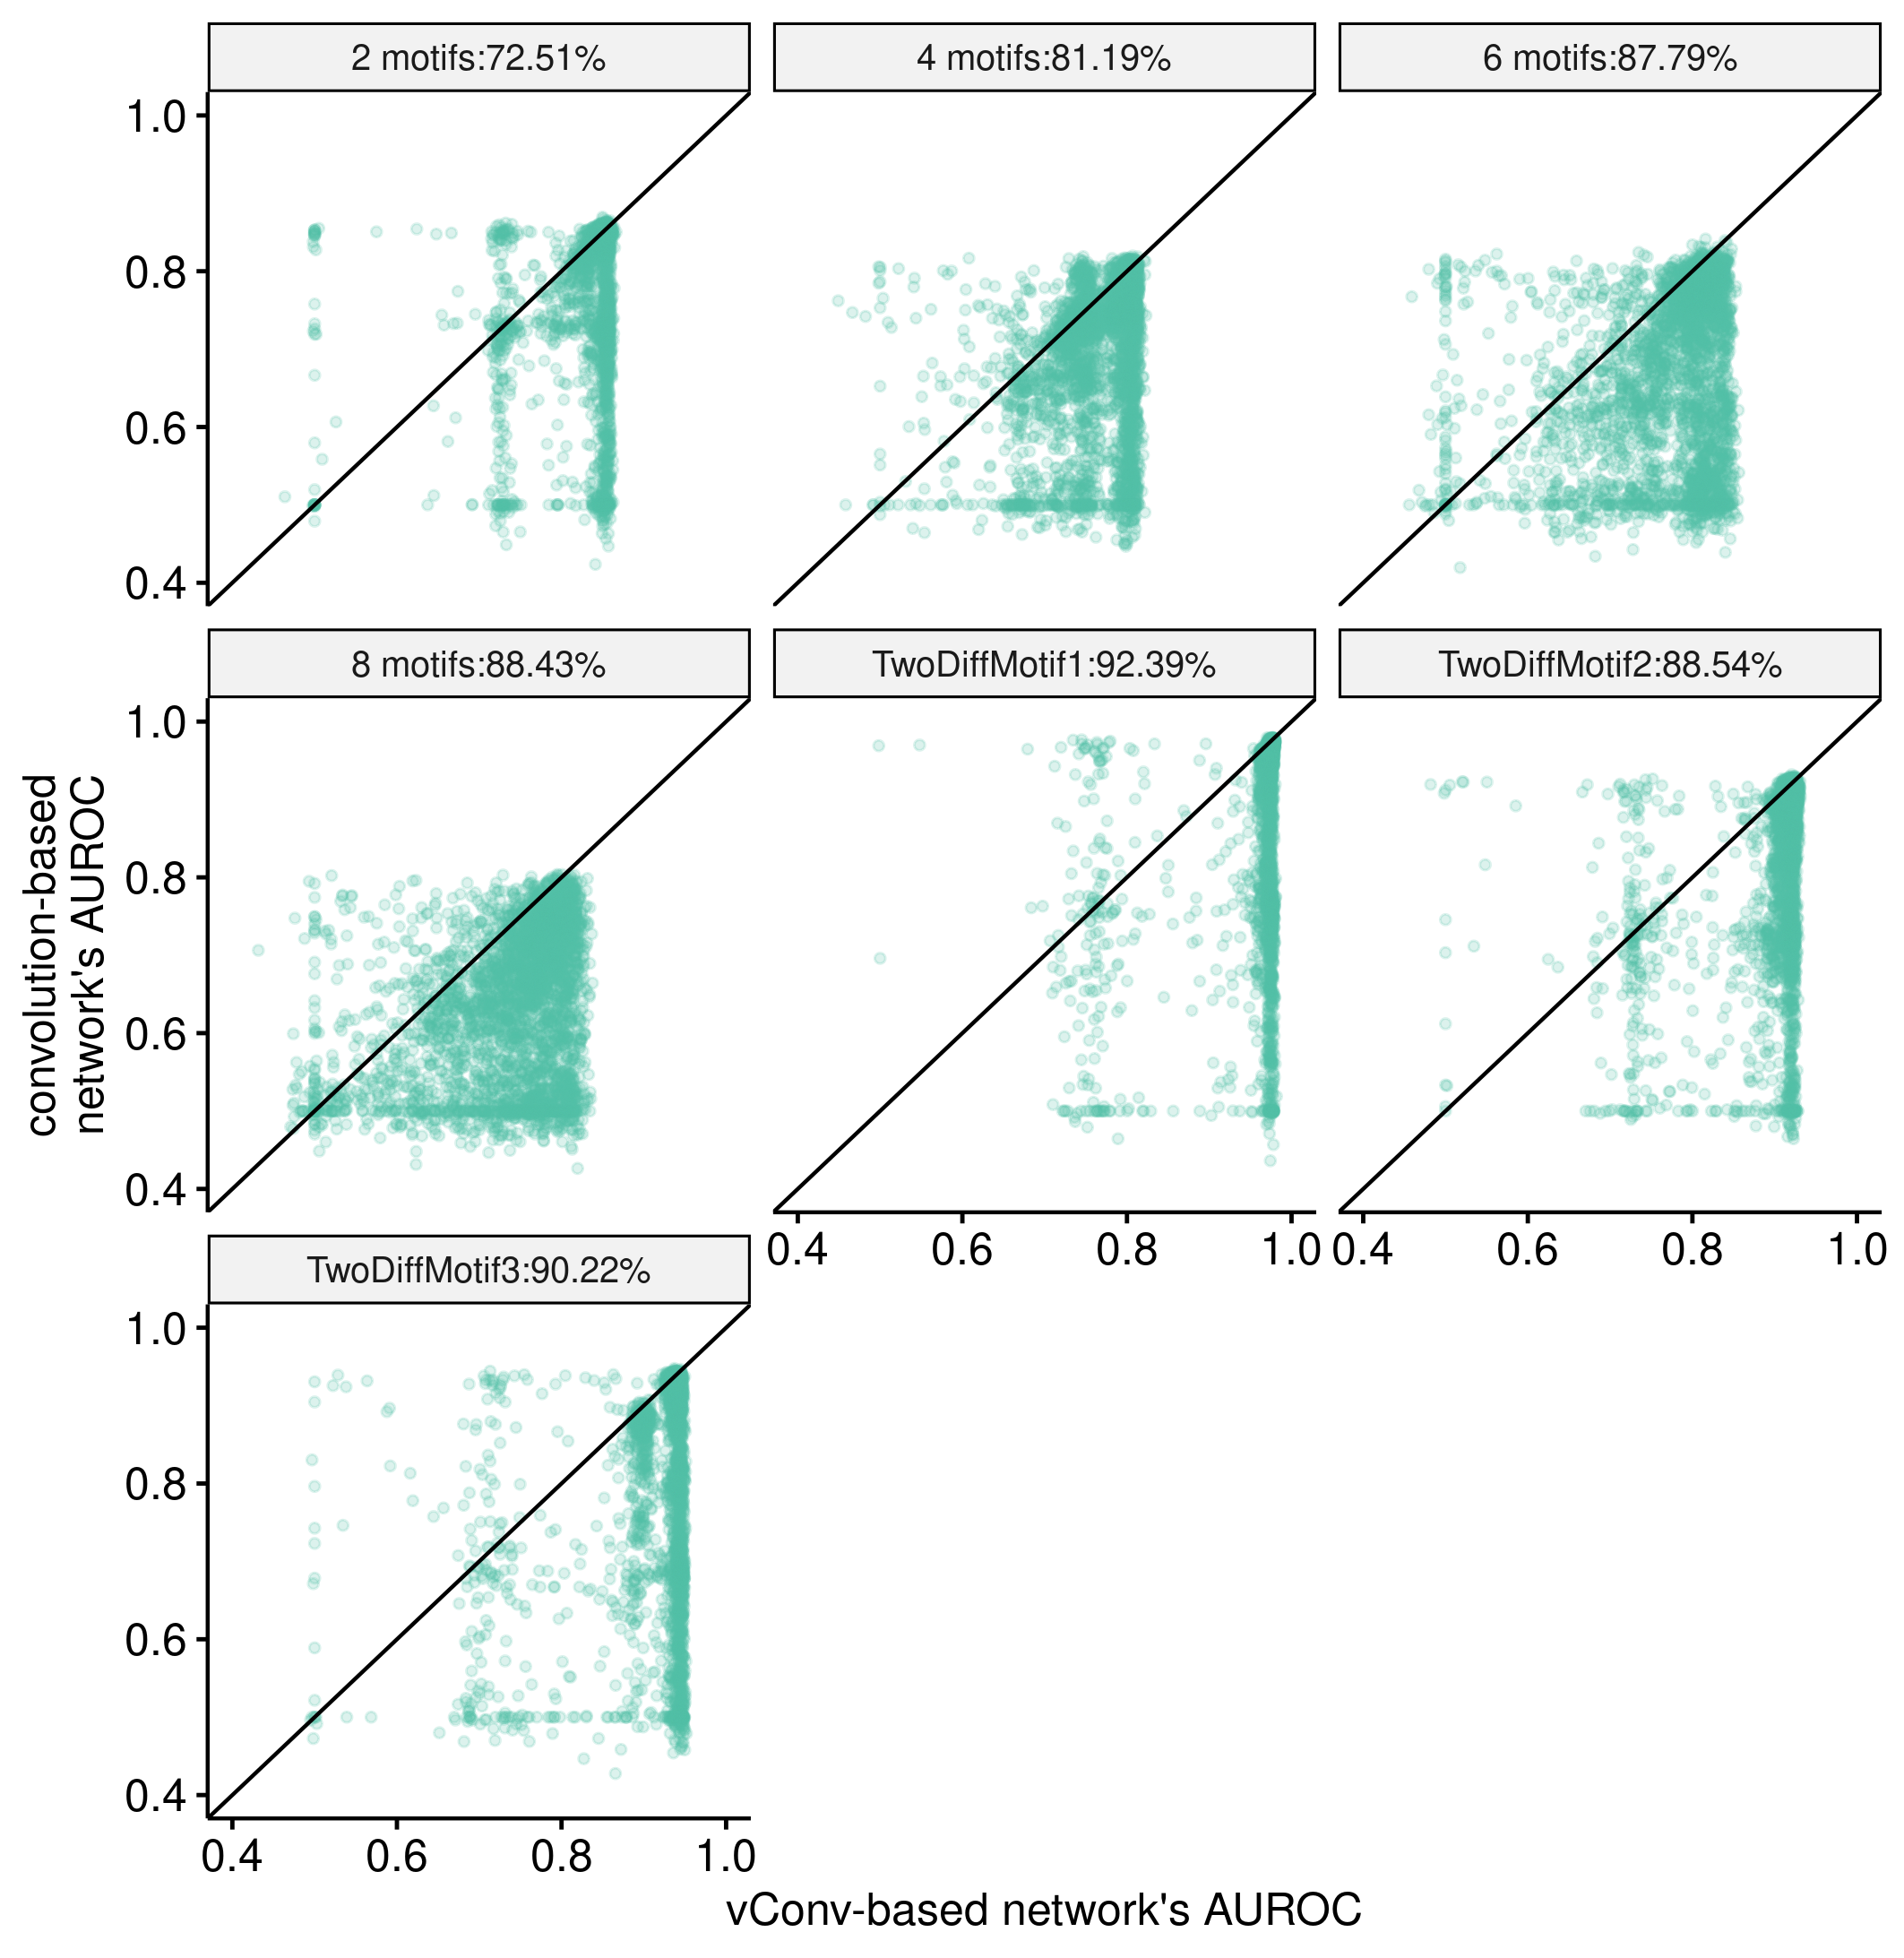 2 motifs:72.51%
4 motifs:81.19%
6 motifs:87.79%
1.0
0.8
0.6
0.4
8 motifs:88.43%
TwoDiffMotif1:92.39%
TwoDiffMotif2:88.54%
1.0
0.8
0.6
0.4
0.4 0.6 0.8 1.0
0.4 0.6 0.8 1.0
convolution-based
network's AUROC
TwoDiffMotif3:90.22%
1.0
0.8
0.6
0.4
0.4 0.6 0.8 1.0
vConv-based network's AUROC